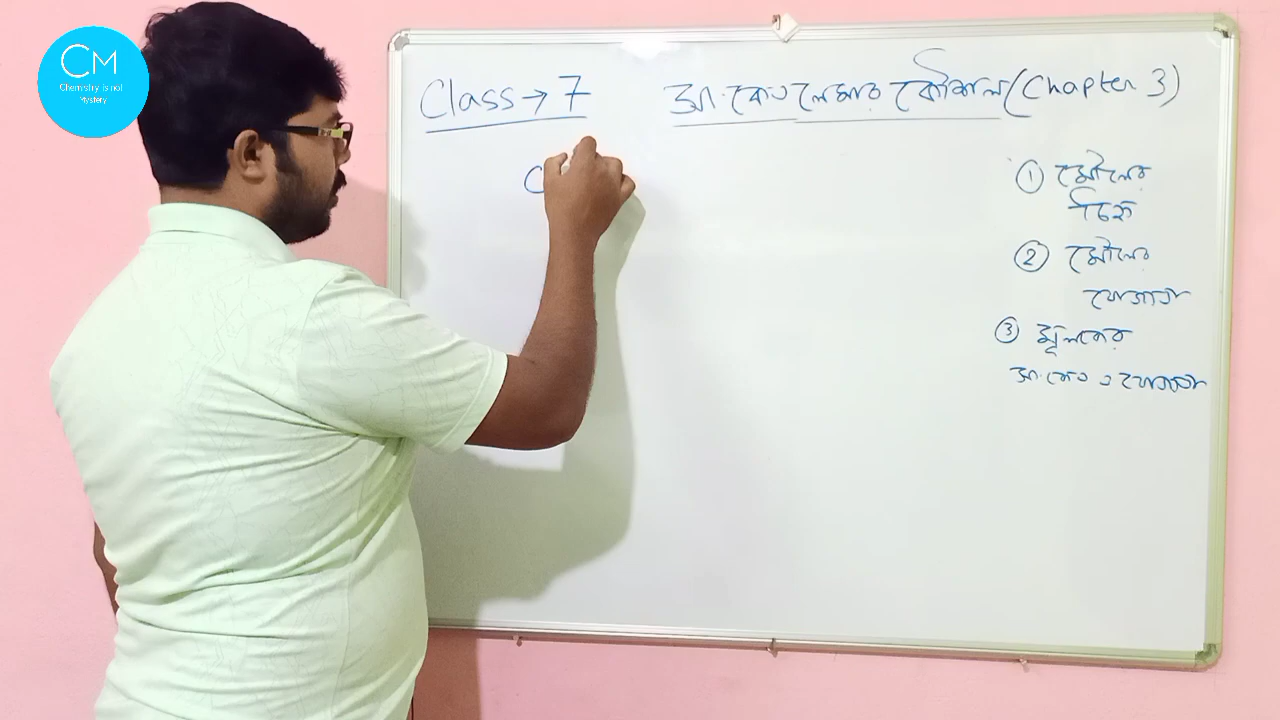 CM
Chemistry is not
Mystery
Class → 7
সংকেত লেখার কৌশল (Chapter 3)
C
① মৌলের
চিহ্ন
② মৌলের
যোজ্যতা
③ মূলকের
সংকেত ও যোজ্যতা